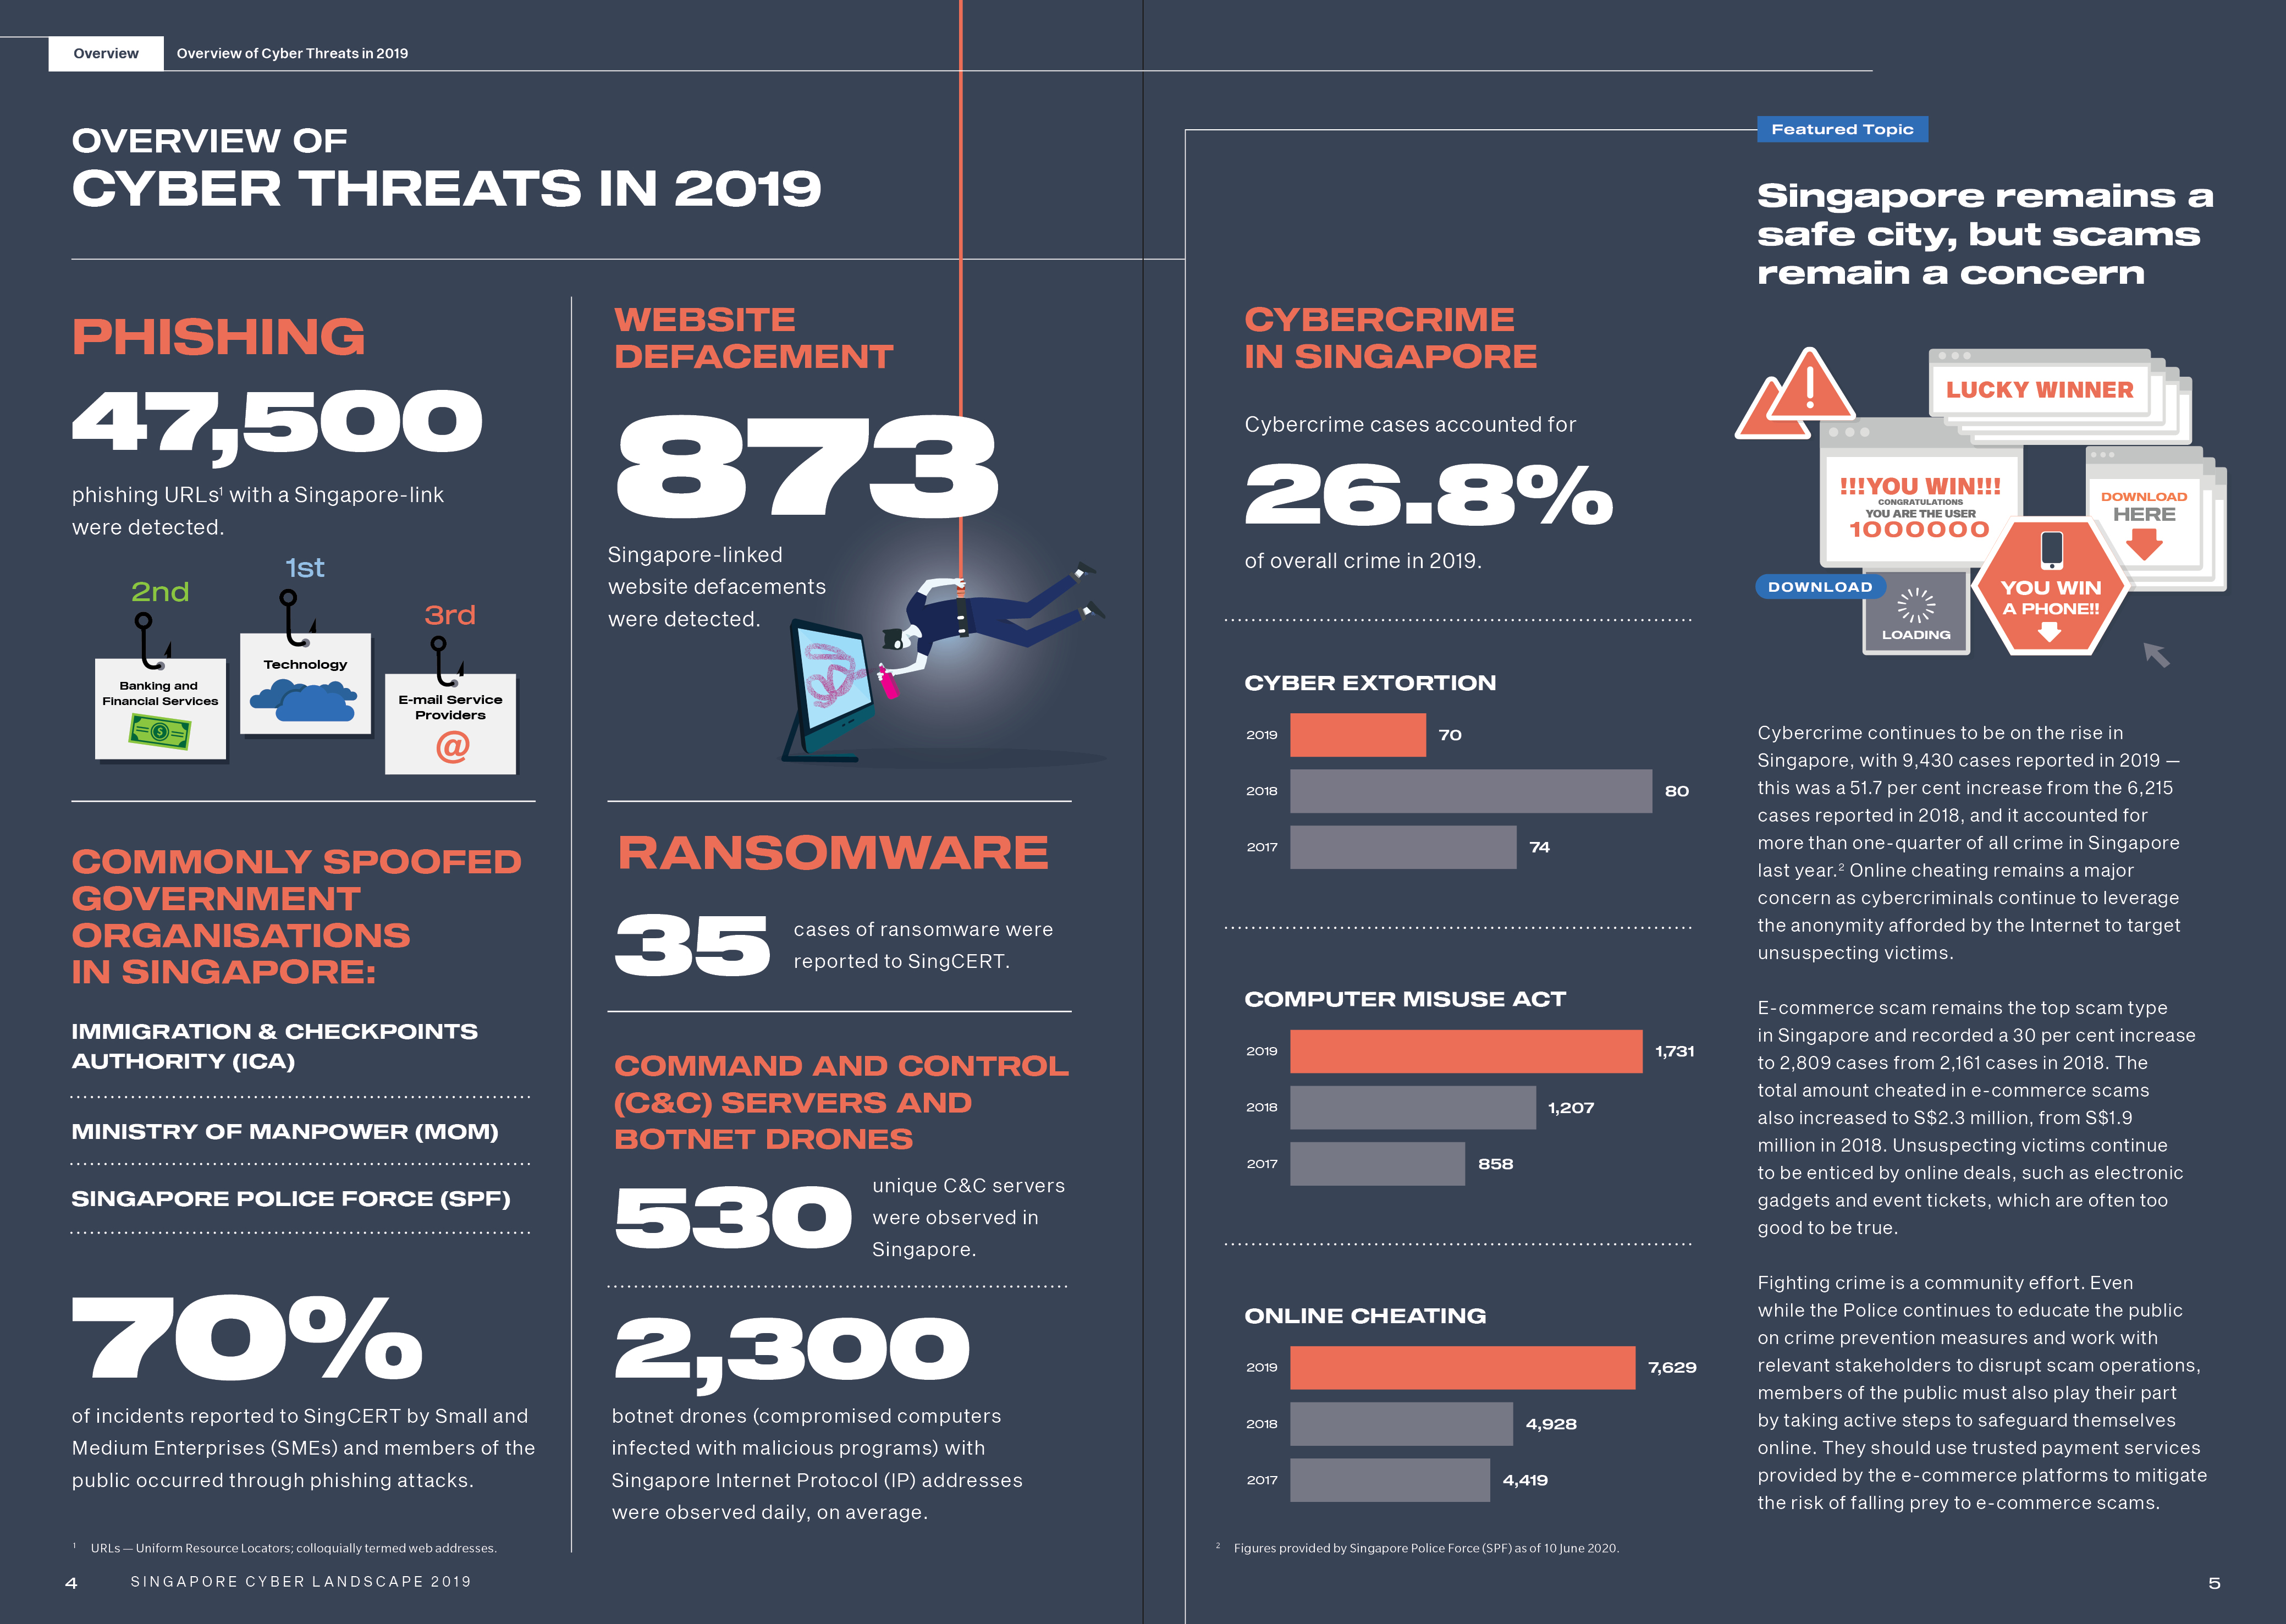 Overview
Overview of Cyber Threats in 2019
OVERVIEW OF
CYBER THREATS IN 2019
PHISHING
47,500
phishing URLs¹ with a Singapore-link
were detected.
1st
2nd
3rd
Technology
Banking and
Financial Services
$
E-mail Service
Providers
@
COMMONLY SPOOFED
GOVERNMENT
ORGANISATIONS
IN SINGAPORE:
IMMIGRATION & CHECKPOINTS
AUTHORITY (ICA)
MINISTRY OF MANPOWER (MOM)
SINGAPORE POLICE FORCE (SPF)
70%
of incidents reported to SingCERT by Small and
Medium Enterprises (SMEs) and members of the
public occurred through phishing attacks.
¹ URLs — Uniform Resource Locators; colloquially termed web addresses.
4 SINGAPORE CYBER LANDSCAPE 2019
WEBSITE
DEFACEMENT
873
Singapore-linked
website defacements
were detected.
RANSOMWARE
35
cases of ransomware were
reported to SingCERT.
COMMAND AND CONTROL
(C&C) SERVERS AND
BOTNET DRONES
530
unique C&C servers
were observed in
Singapore.
2,300
botnet drones (compromised computers
infected with malicious programs) with
Singapore Internet Protocol (IP) addresses
were observed daily, on average.
CYBERCRIME
IN SINGAPORE
Cybercrime cases accounted for
26.8%
of overall crime in 2019.
CYBER EXTORTION
2019 70
2018 80
2017 74
COMPUTER MISUSE ACT
2019 1,731
2018 1,207
2017 858
ONLINE CHEATING
2019 7,629
2018 4,928
2017 4,419
² Figures provided by Singapore Police Force (SPF) as of 10 June 2020.
Featured Topic
Singapore remains a
safe city, but scams
remain a concern
!
LUCKY WINNER
!!!YOU WIN!!!
CONGRATULATIONS
YOU ARE THE USER
1000000
DOWNLOAD
HERE
DOWNLOAD
LOADING
YOU WIN
A PHONE!!
Cybercrime continues to be on the rise in
Singapore, with 9,430 cases reported in 2019 —
this was a 51.7 per cent increase from the 6,215
cases reported in 2018, and it accounted for
more than one-quarter of all crime in Singapore
last year.² Online cheating remains a major
concern as cybercriminals continue to leverage
the anonymity afforded by the Internet to target
unsuspecting victims.
E-commerce scam remains the top scam type
in Singapore and recorded a 30 per cent increase
to 2,809 cases from 2,161 cases in 2018. The
total amount cheated in e-commerce scams
also increased to S$2.3 million, from S$1.9
million in 2018. Unsuspecting victims continue
to be enticed by online deals, such as electronic
gadgets and event tickets, which are often too
good to be true.
Fighting crime is a community effort. Even
while the Police continues to educate the public
on crime prevention measures and work with
relevant stakeholders to disrupt scam operations,
members of the public must also play their part
by taking active steps to safeguard themselves
online. They should use trusted payment services
provided by the e-commerce platforms to mitigate
the risk of falling prey to e-commerce scams.
5